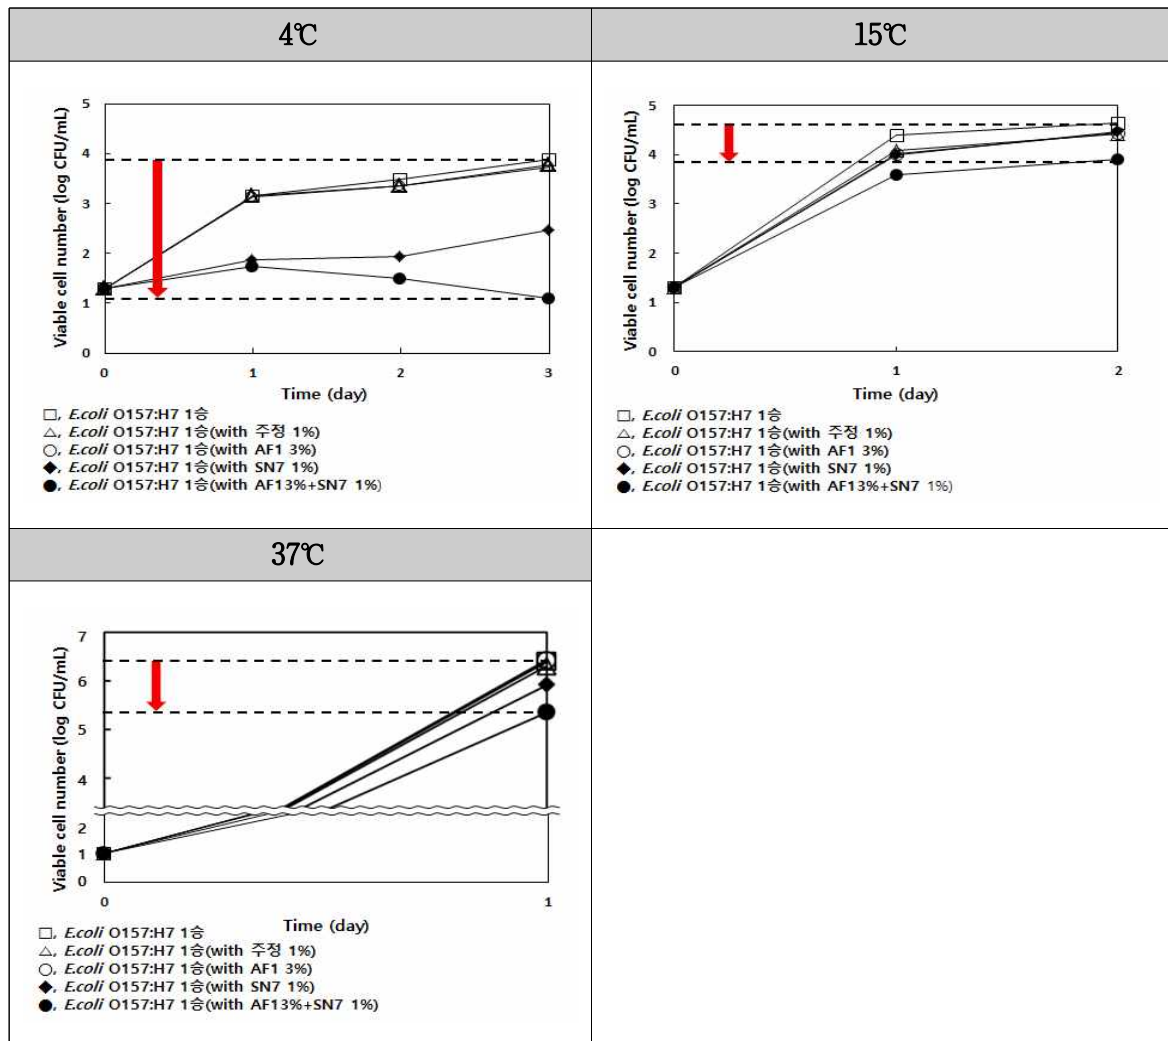 4℃
15℃
Viable cell number (log CFU/mL)
5
4
3
2
1
0
0
1
2
3
Time (day)
□, E.coli O157:H7 1승
△, E.coli O157:H7 1승(with 주정 1%)
○, E.coli O157:H7 1승(with AF1 3%)
◆, E.coli O157:H7 1승(with SN7 1%)
●, E.coli O157:H7 1승(with AF13%+SN7 1%)
Viable cell number (log CFU/mL)
5
4
3
2
1
0
0
1
2
Time (day)
□, E.coli O157:H7 1승
△, E.coli O157:H7 1승(with 주정 1%)
○, E.coli O157:H7 1승(with AF1 3%)
◆, E.coli O157:H7 1승(with SN7 1%)
●, E.coli O157:H7 1승(with AF13%+SN7 1%)
37℃
Viable cell number (log CFU/mL)
7
6
5
4
2
1
0
0
1
Time (day)
□, E.coli O157:H7 1승
△, E.coli O157:H7 1승(with 주정 1%)
○, E.coli O157:H7 1승(with AF1 3%)
◆, E.coli O157:H7 1승(with SN7 1%)
●, E.coli O157:H7 1승(with AF13%+SN7 1%)